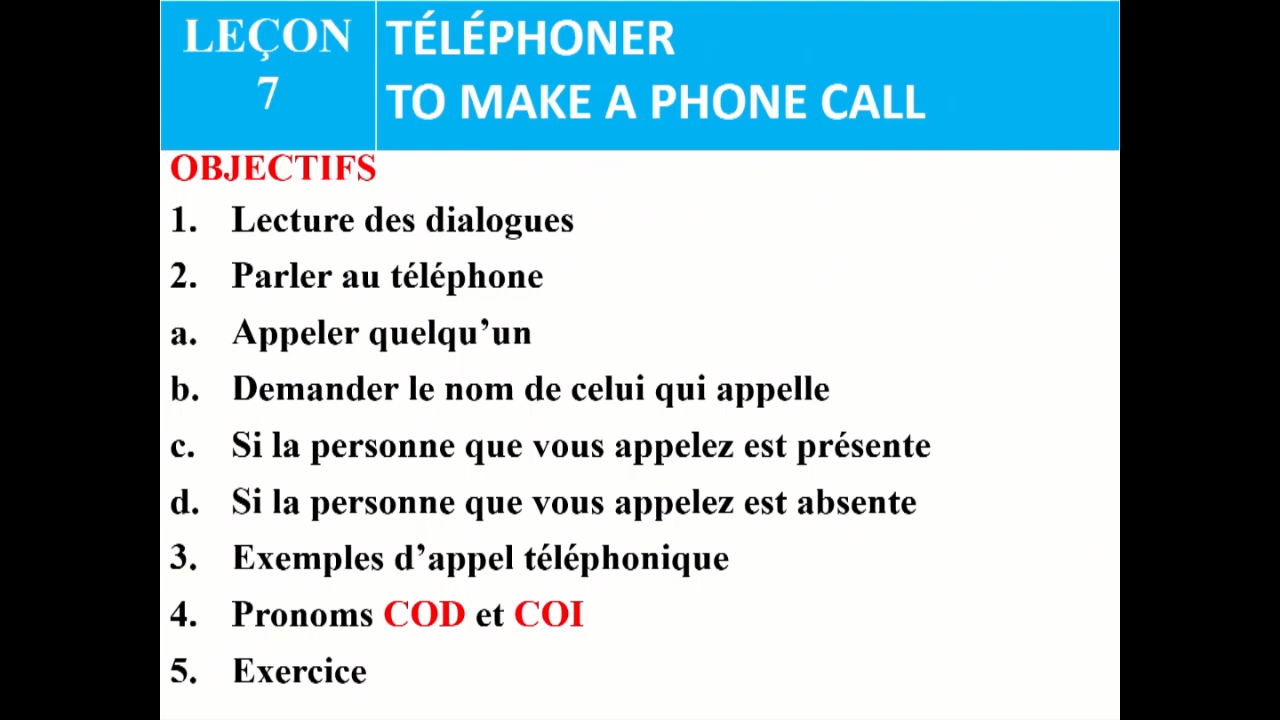 LEÇON
7
TÉLÉPHONER
TO MAKE A PHONE CALL
OBJECTIFS
1. Lecture des dialogues
2. Parler au téléphone
a. Appeler quelqu’un
b. Demander le nom de celui qui appelle
c. Si la personne que vous appelez est présente
d. Si la personne que vous appelez est absente
3. Exemples d’appel téléphonique
4. Pronoms COD et COI
5. Exercice